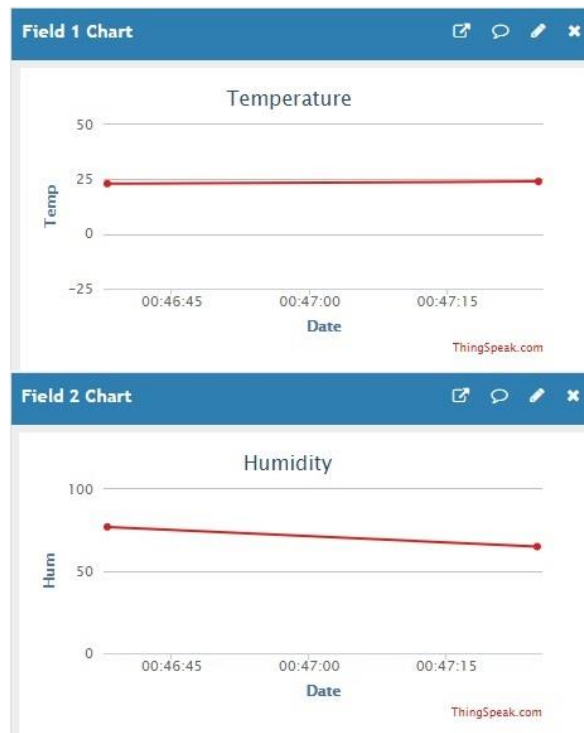 Field 1 Chart
Temperature
50
25
0
-25
Temp
00:46:45 00:47:00 00:47:15
Date
ThingSpeak.com
Field 2 Chart
Humidity
100
50
0
Hum
00:46:45 00:47:00 00:47:15
Date
ThingSpeak.com